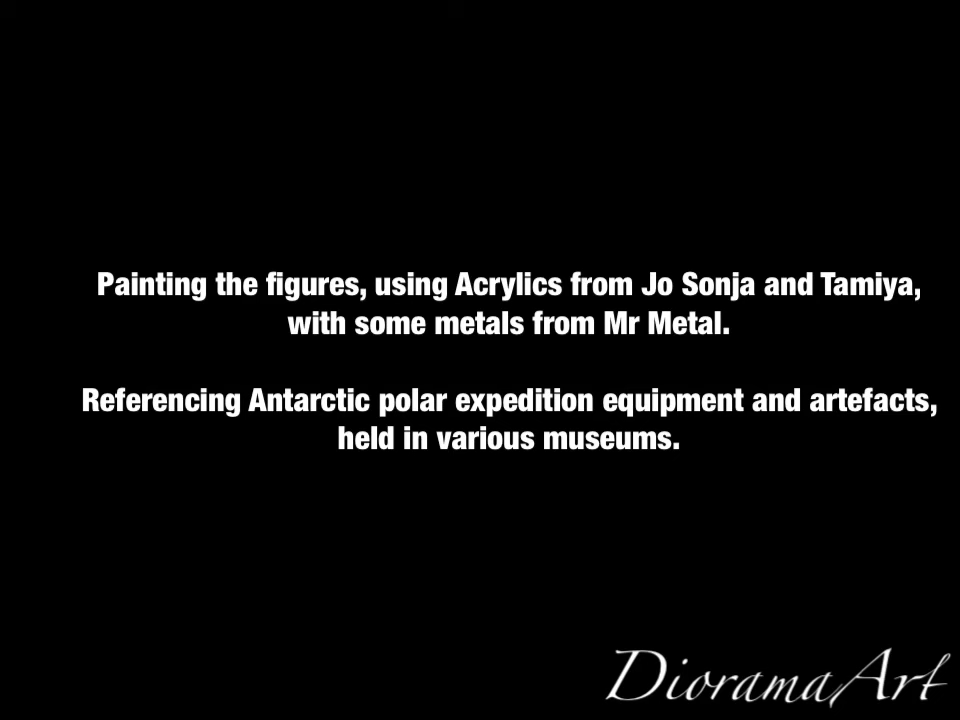 Painting the figures, using Acrylics from Jo Sonja and Tamiya,
with some metals from Mr Metal.
Referencing Antarctic polar expedition equipment and artefacts,
held in various museums.
DioramaArt